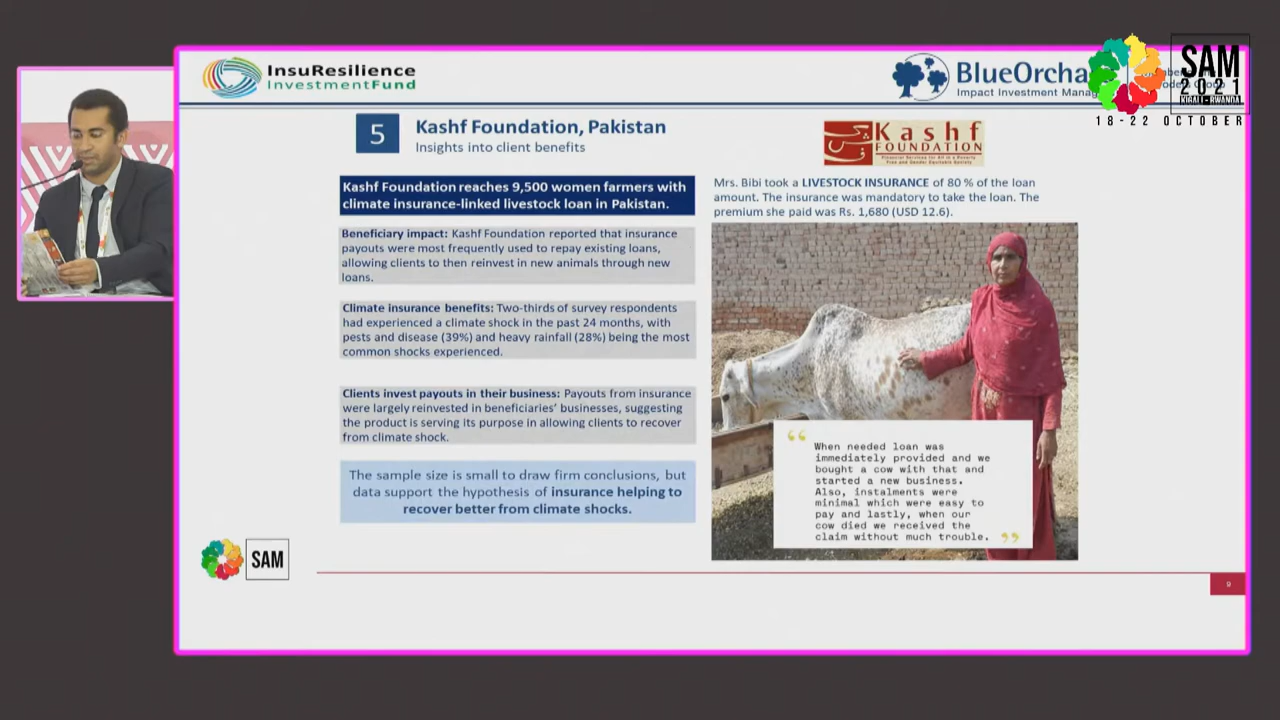 InsuResilience
InvestmentFund
BlueOrcha
Impact Investment Manag
SAM
2021
KIGALI - RWANDA
18-22 OCTOBER
5
Kashf Foundation, Pakistan
Insights into client benefits
Kashf
FOUNDATION
Financial Services for All in a Poverty
Free and Gender Equitable Society
Kashf Foundation reaches 9,500 women farmers with
climate insurance-linked livestock loan in Pakistan.
Beneficiary impact: Kashf Foundation reported that insurance
payouts were most frequently used to repay existing loans,
allowing clients to then reinvest in new animals through new
loans.
Climate insurance benefits: Two-thirds of survey respondents
had experienced a climate shock in the past 24 months, with
pests and disease (39%) and heavy rainfall (28%) being the most
common shocks experienced.
Clients invest payouts in their business: Payouts from insurance
were largely reinvested in beneficiaries' businesses, suggesting
the product is serving its purpose in allowing clients to recover
from climate shock.
The sample size is small to draw firm conclusions, but
data support the hypothesis of insurance helping to
recover better from climate shocks.
Mrs. Bibi took a LIVESTOCK INSURANCE of 80 % of the loan
amount. The insurance was mandatory to take the loan. The
premium she paid was Rs. 1,680 (USD 12.6).
“
When needed loan was
immediately provided and we
bought a cow with that and
started a new business.
Also, instalments were
minimal which were easy to
pay and lastly, when our
cow died we received the
claim without much trouble.
”
SAM
9